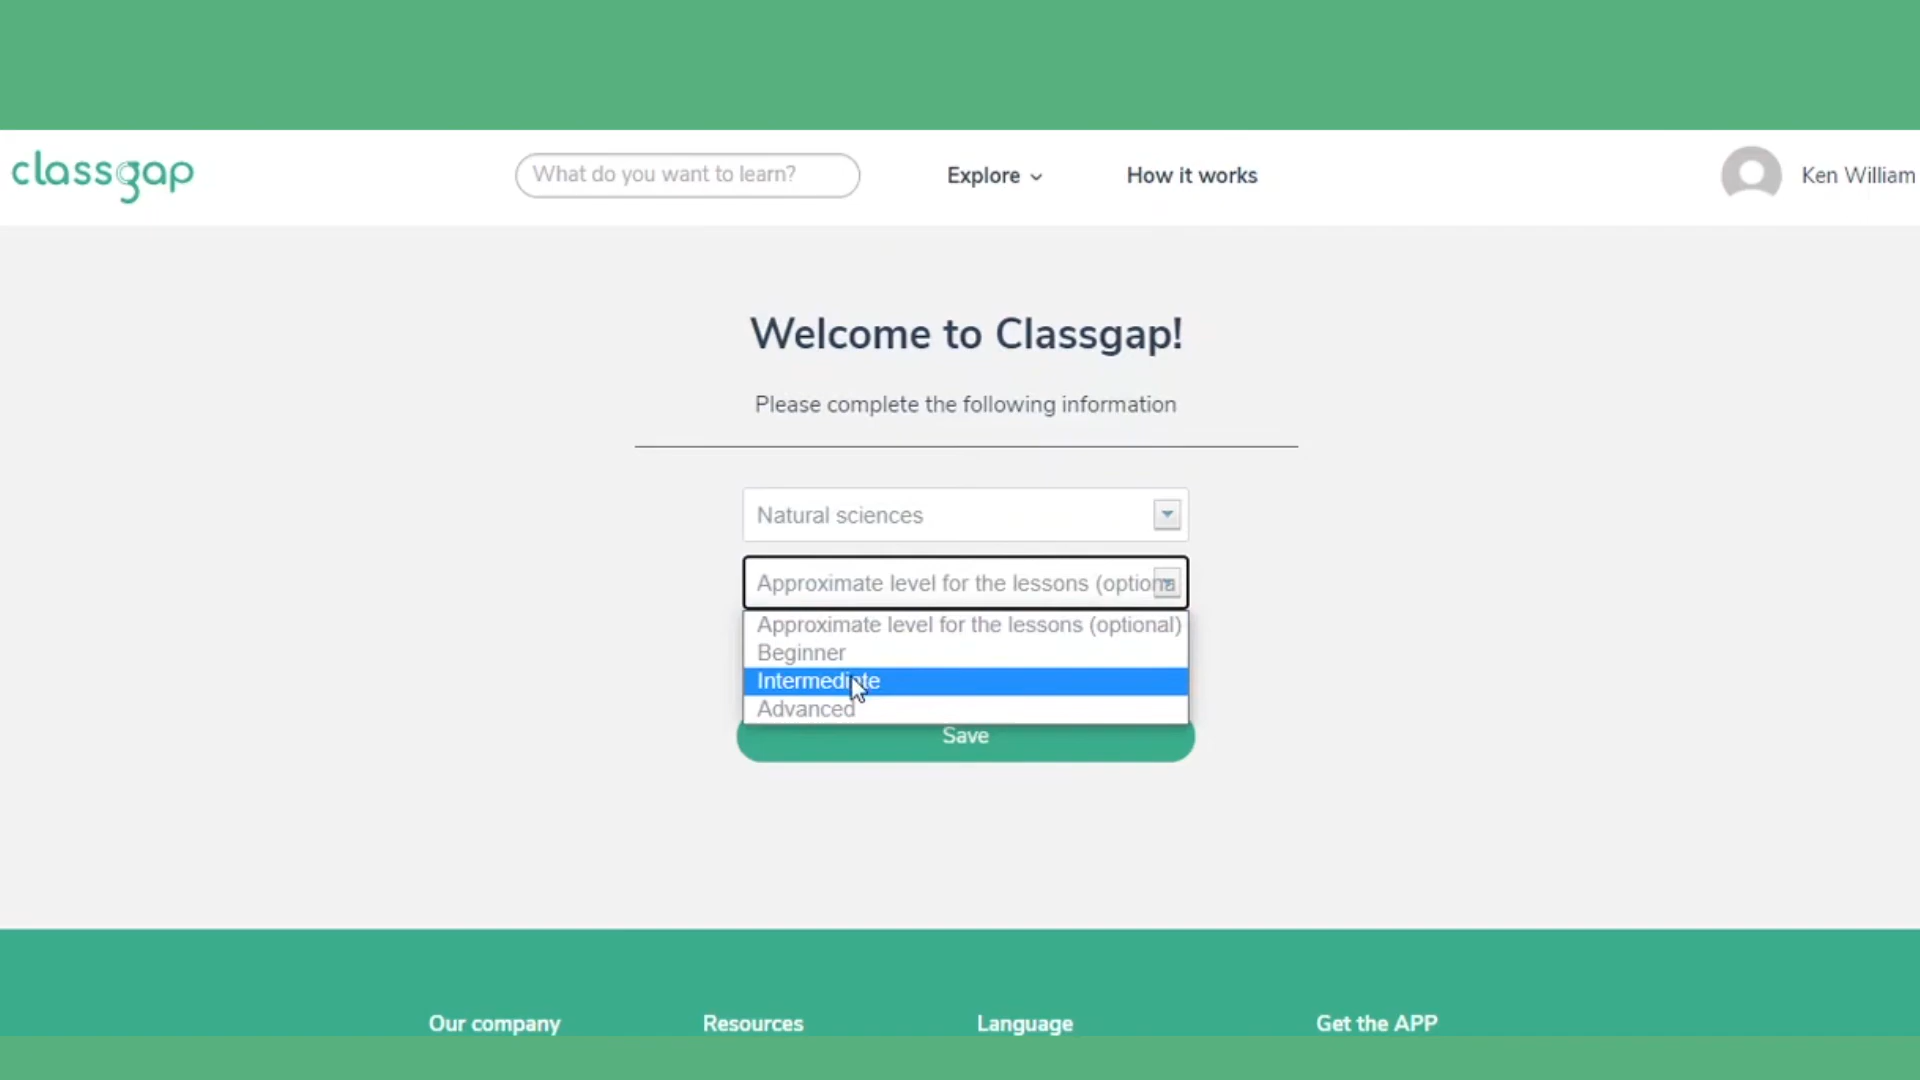 classgap
What do you want to learn?
Explore
How it works
Ken William
Welcome to Classgap!
Please complete the following information
Natural sciences
Approximate level for the lessons (optiona
Approximate level for the lessons (optional)
Beginner
Intermediate
Advanced
Save
Our company
Resources
Language
Get the APP